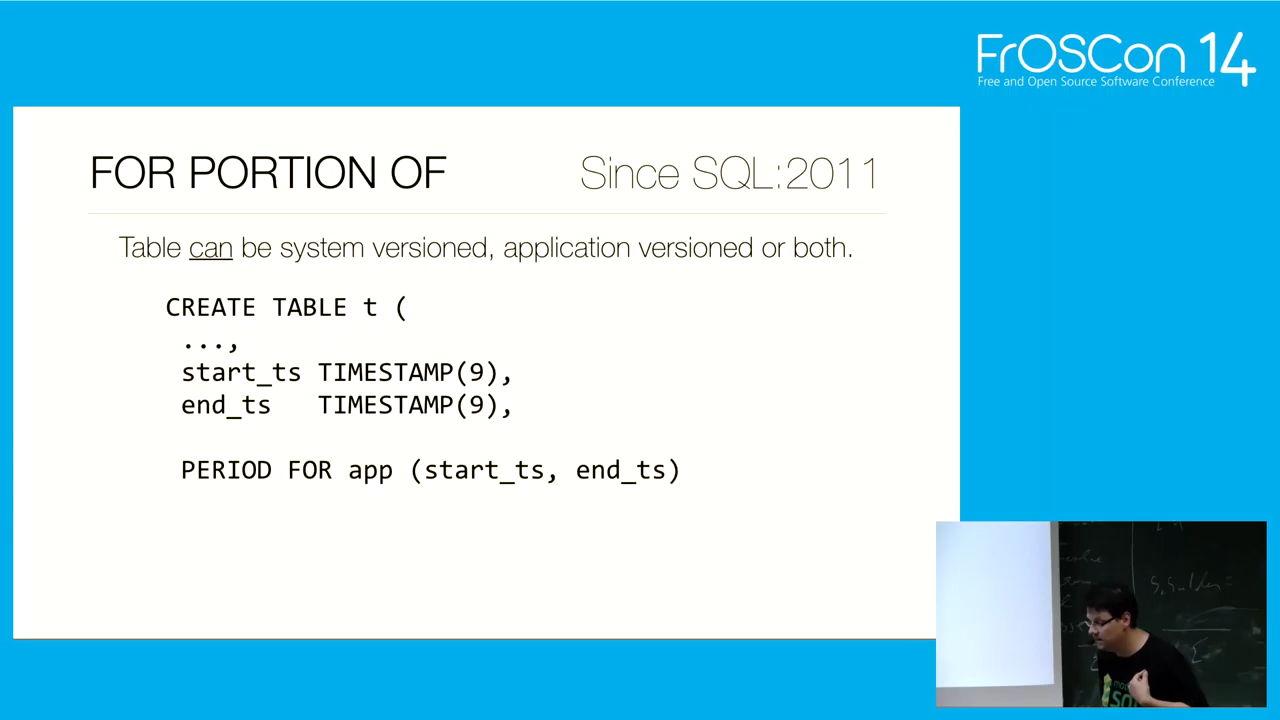 FrOSCon 14
Free and Open Source Software Conference
FOR PORTION OF Since SQL:2011
Table can be system versioned, application versioned or both.
CREATE TABLE t (
...,
start_ts TIMESTAMP(9),
end_ts TIMESTAMP(9),
PERIOD FOR app (start_ts, end_ts)